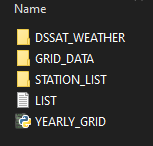 Name
DSSAT_WEATHER
GRID_DATA
STATION_LIST
LIST
YEARLY_GRID